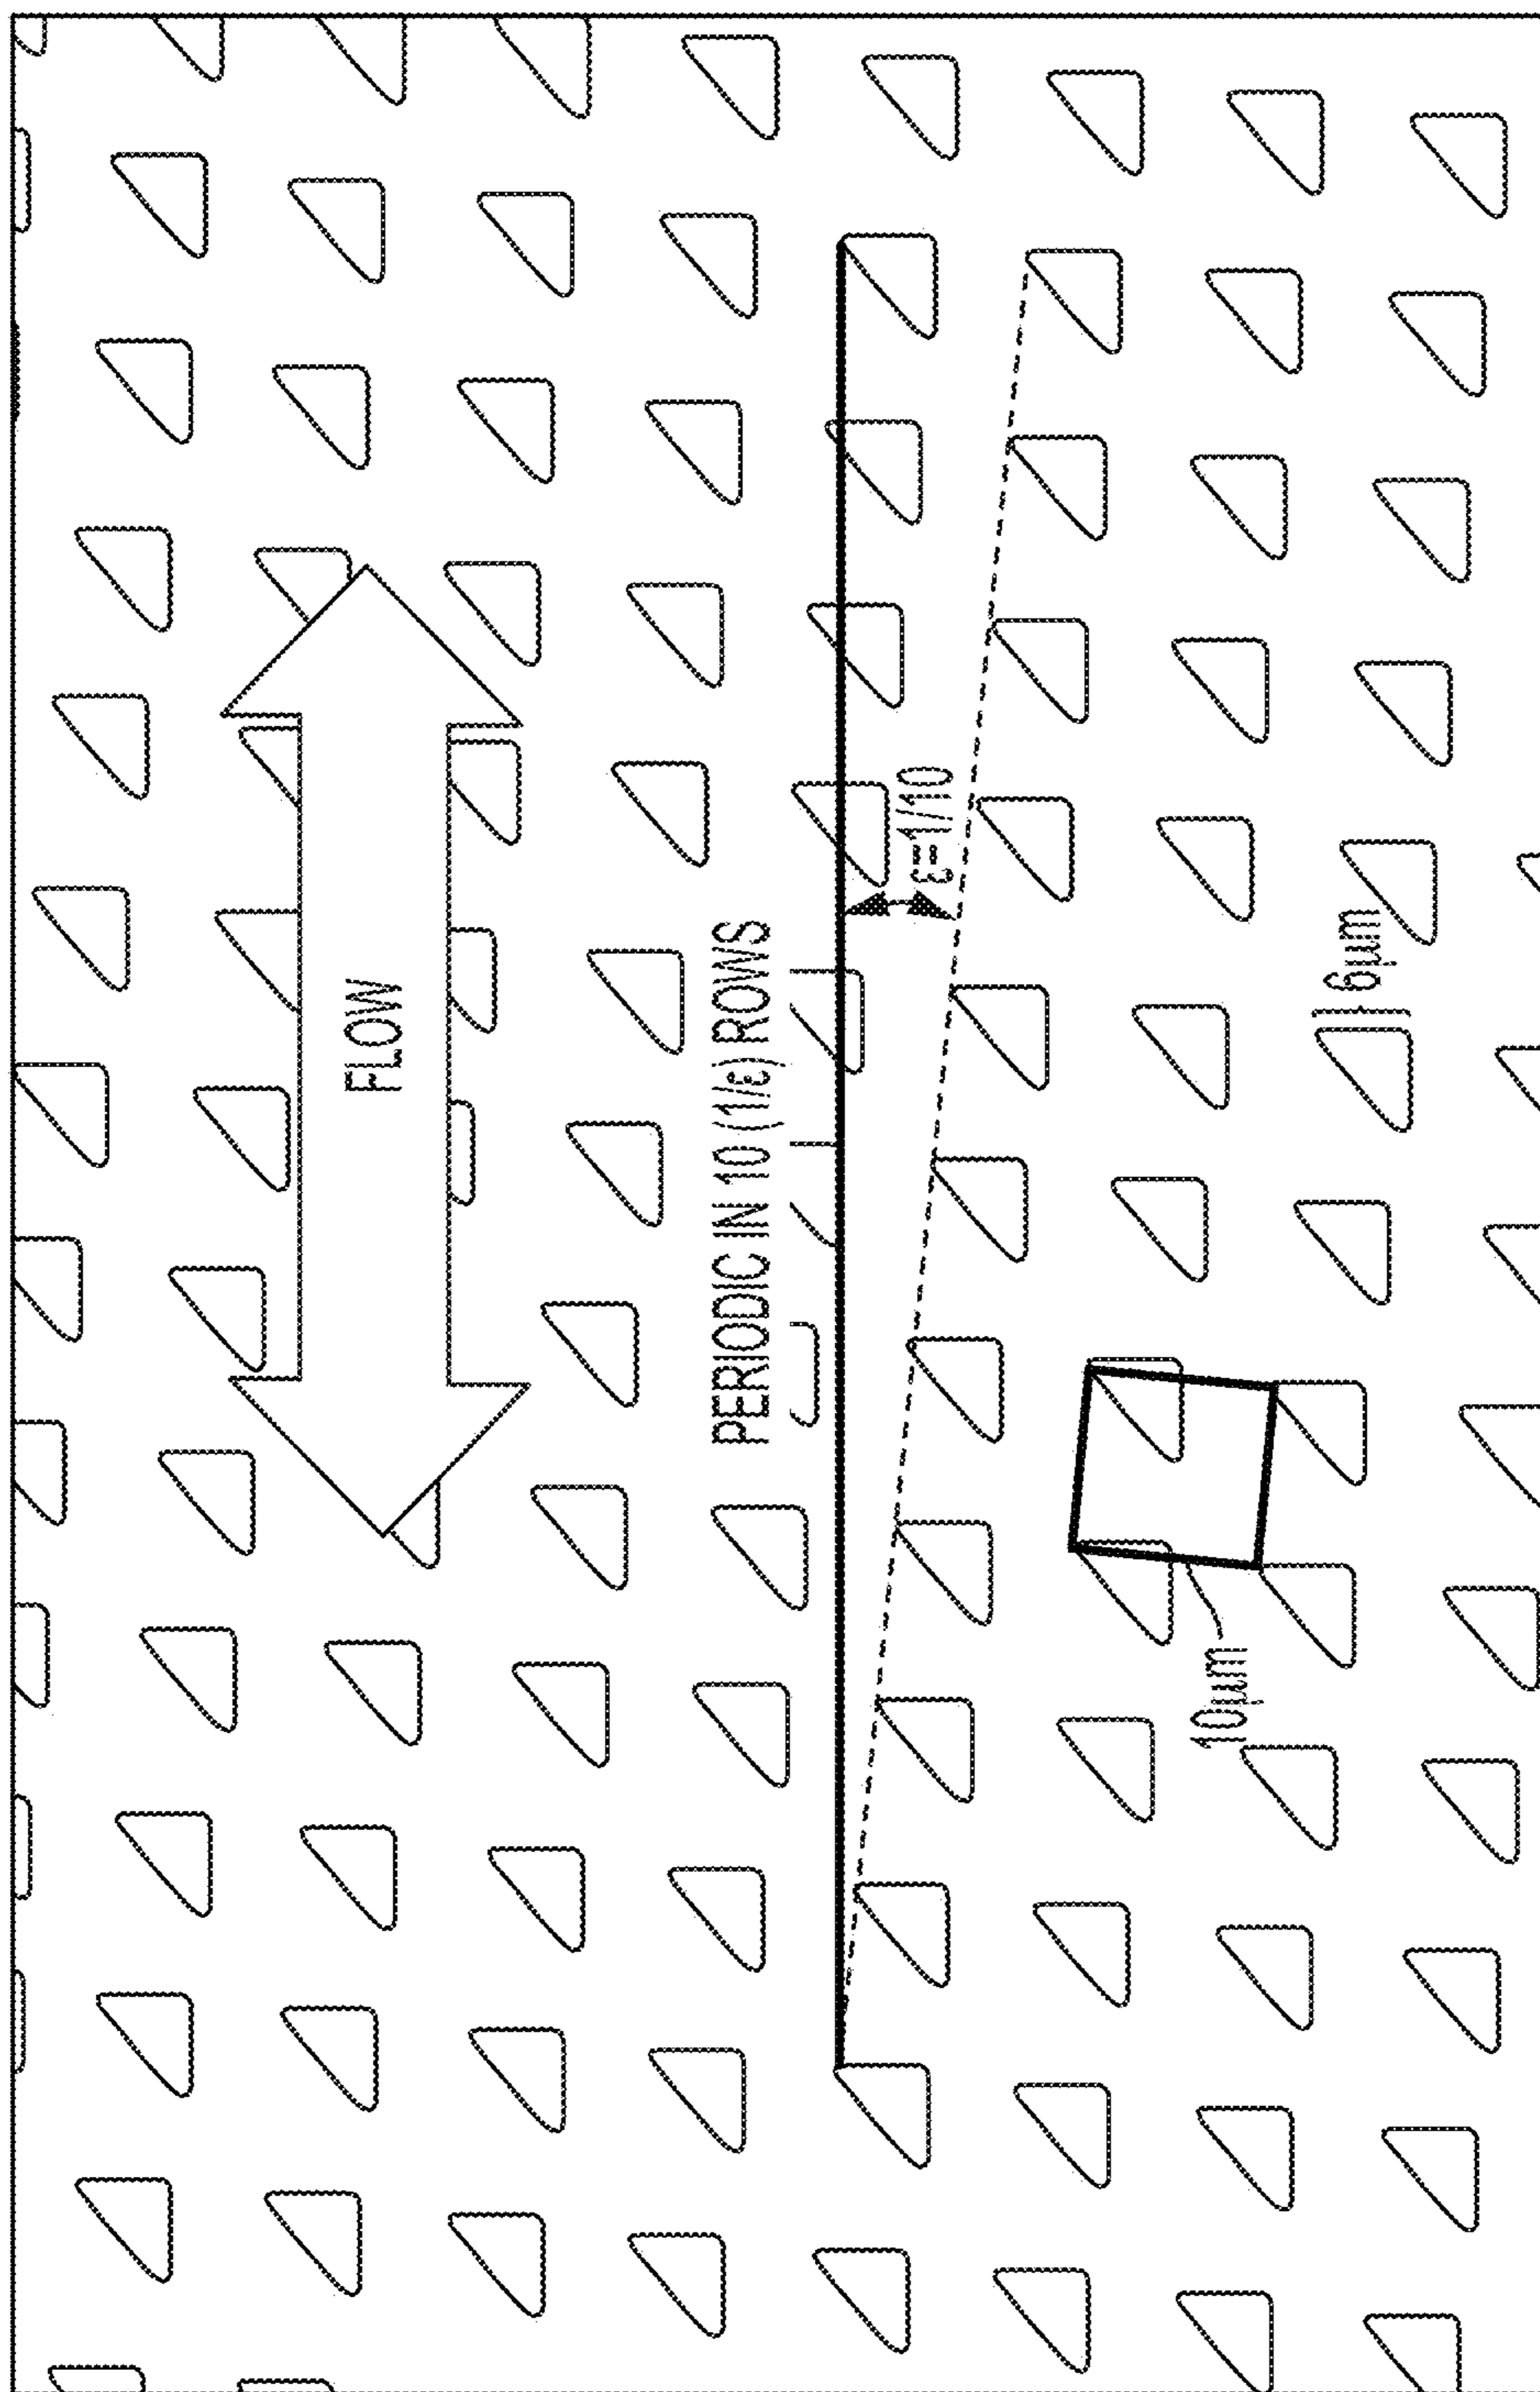 FLOW
PERIODIC IN 10 (1/ε) ROWS
ε=1/10
6μm
10μm